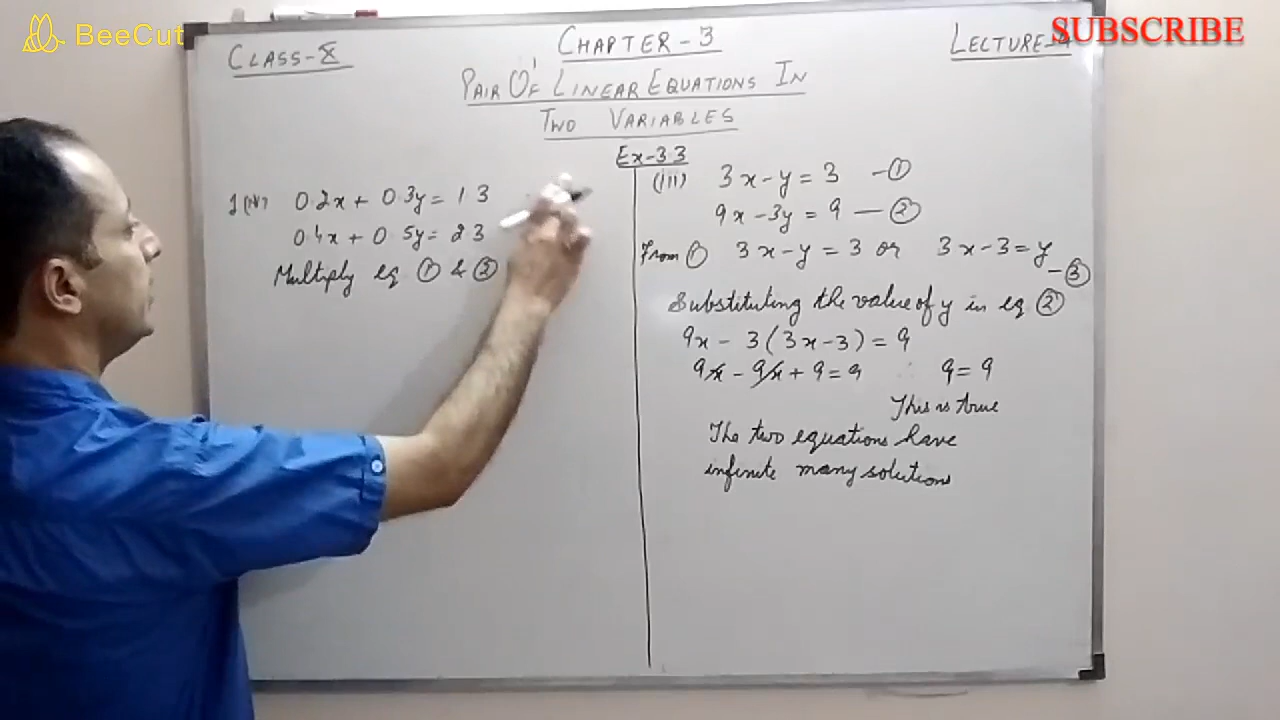 BeeCut
SUBSCRIBE
CLASS-X
CHAPTER-3
LECTURE-
PAIR OF LINEAR EQUATIONS IN
TWO VARIABLES
Ex-3.3
1(iv) 0.2x + 0.3y = 1.3
0.4x + 0.5y = 2.3
Multiply eq ① & ②
(iii) 3x-y = 3 -①
9x-3y = 9 -②
From ① 3x-y = 3 or 3x-3 = y
-③
Substituting the value of y in eq ②
9x - 3(3x-3) = 9
9x - 9x + 9 = 9 9 = 9
This is true
The two equations have
infinite many solutions